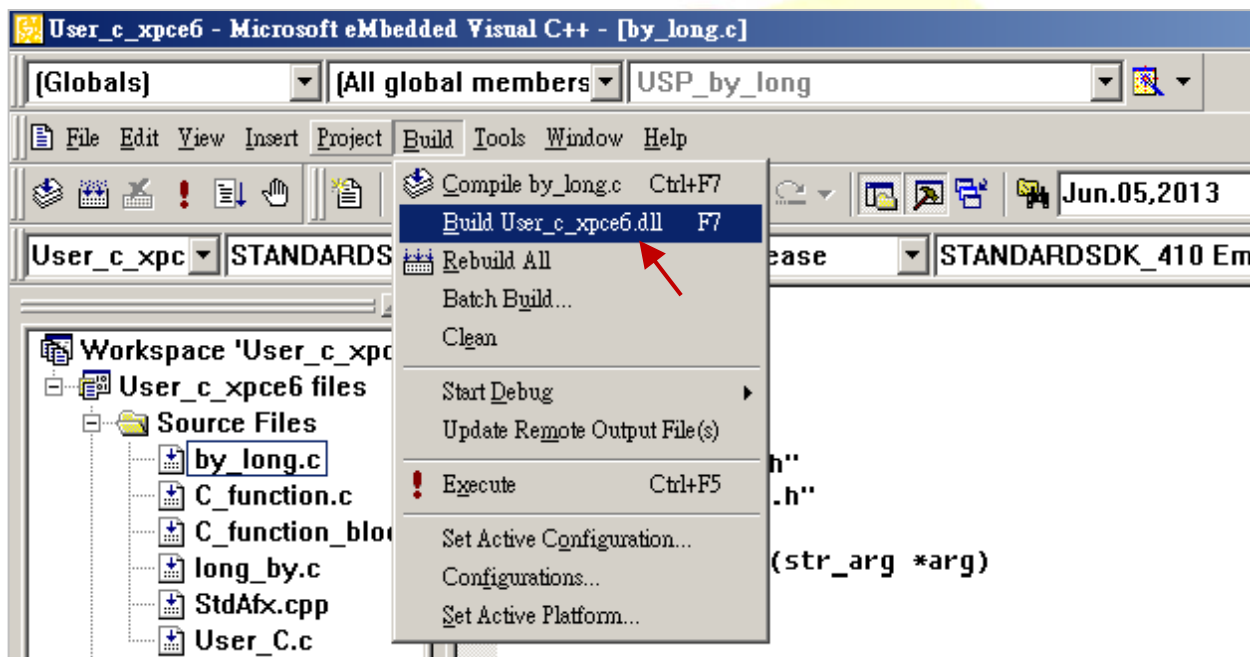 User_c_xpce6 - Microsoft eMbedded Visual C++ - [by_long.c]
(Globals) (All global members USP_by_long
File Edit View Insert Project Build Tools Window Help
Compile by_long.c Ctrl+F7
Jun.05,2013
Build User_c_xpce6.dll F7
User_c_xpc STANDARDS ease STANDARDSDK_410 Em
Rebuild All
Batch Build...
Clean
Workspace 'User_c_xpc
User_c_xpce6 files
Start Debug
Source Files
Update Remote Output File(s)
by_long.c
h"
Execute Ctrl+F5
C_function.c
.h"
C_function_bloc
Set Active Configuration...
long_by.c
(str_arg *arg)
Configurations...
StdAfx.cpp
Set Active Platform...
User_C.c